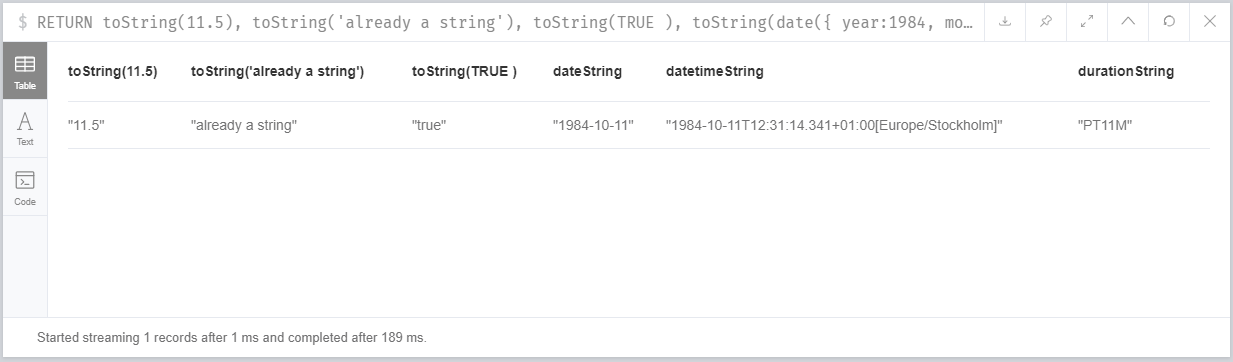 $ RETURN toString(11.5), toString('already a string'), toString(TRUE ), toString(date({ year:1984, mo…
Table
Text
Code
toString(11.5) toString('already a string') toString(TRUE ) dateString datetimeString durationString
"11.5" "already a string" "true" "1984-10-11" "1984-10-11T12:31:14.341+01:00[Europe/Stockholm]" "PT11M"
Started streaming 1 records after 1 ms and completed after 189 ms.